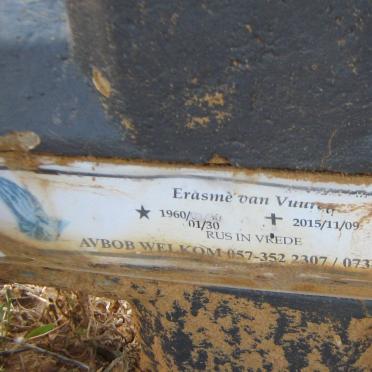 Erasmè van Vuuren
★ 1960/
01/30
✝ 2015/11/09
RUS IN VREDE
AVBOB WELKOM 057-352 2307 / 073